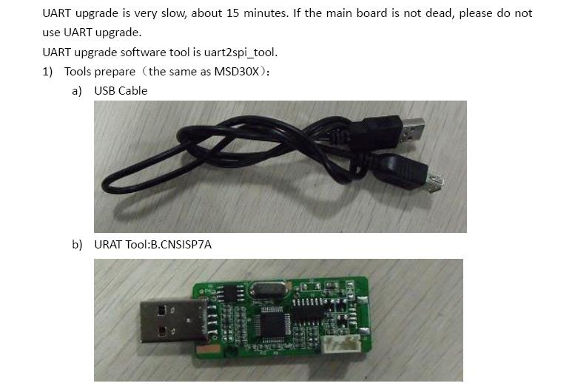 UART upgrade is very slow, about 15 minutes. If the main board is not dead, please do not
use UART upgrade.
UART upgrade software tool is uart2spi_tool.
1) Tools prepare（the same as MSD30X）:
a) USB Cable
b) URAT Tool:B.CNSISP7A